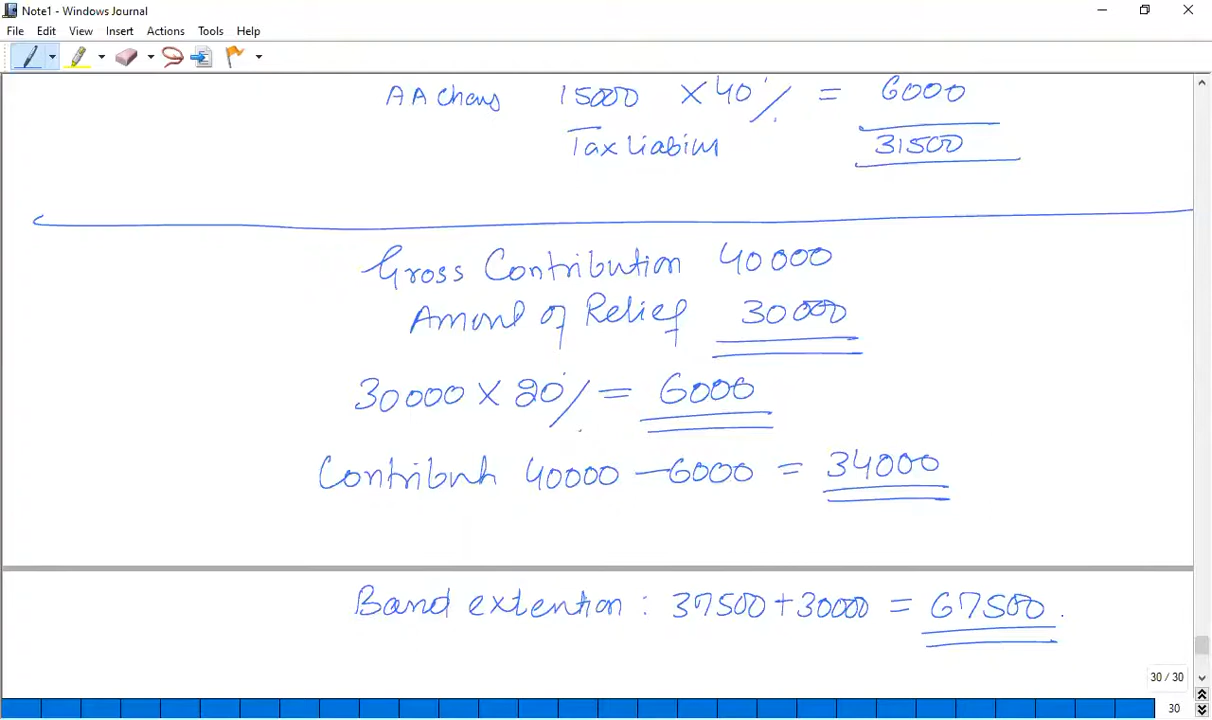 Note1 - Windows Journal
File Edit View Insert Actions Tools Help
AA Charg 15000 × 40% = 6000
Tax liabim 31500
Gross Contribution 40000
Amount of Relief 30000
30000 × 20% = 6000
Contribut 40000 - 6000 = 34000
Band extention : 37500 + 30000 = 67500
30 / 30
30